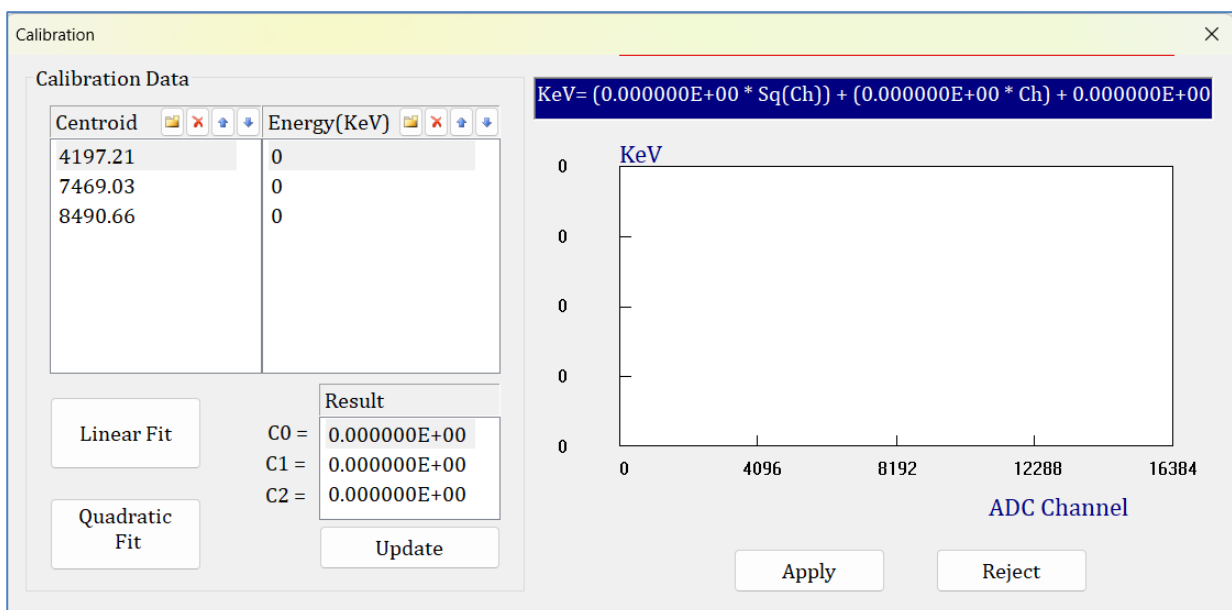 Calibration
Calibration Data
Centroid Energy(KeV)
4197.21 0
7469.03 0
8490.66 0
Linear Fit
Quadratic
Fit
Result
C0 = 0.000000E+00
C1 = 0.000000E+00
C2 = 0.000000E+00
Update
KeV= (0.000000E+00 * Sq(Ch)) + (0.000000E+00 * Ch) + 0.000000E+00
KeV
0
0
0
0
0
0 4096 8192 12288 16384
ADC Channel
Apply Reject